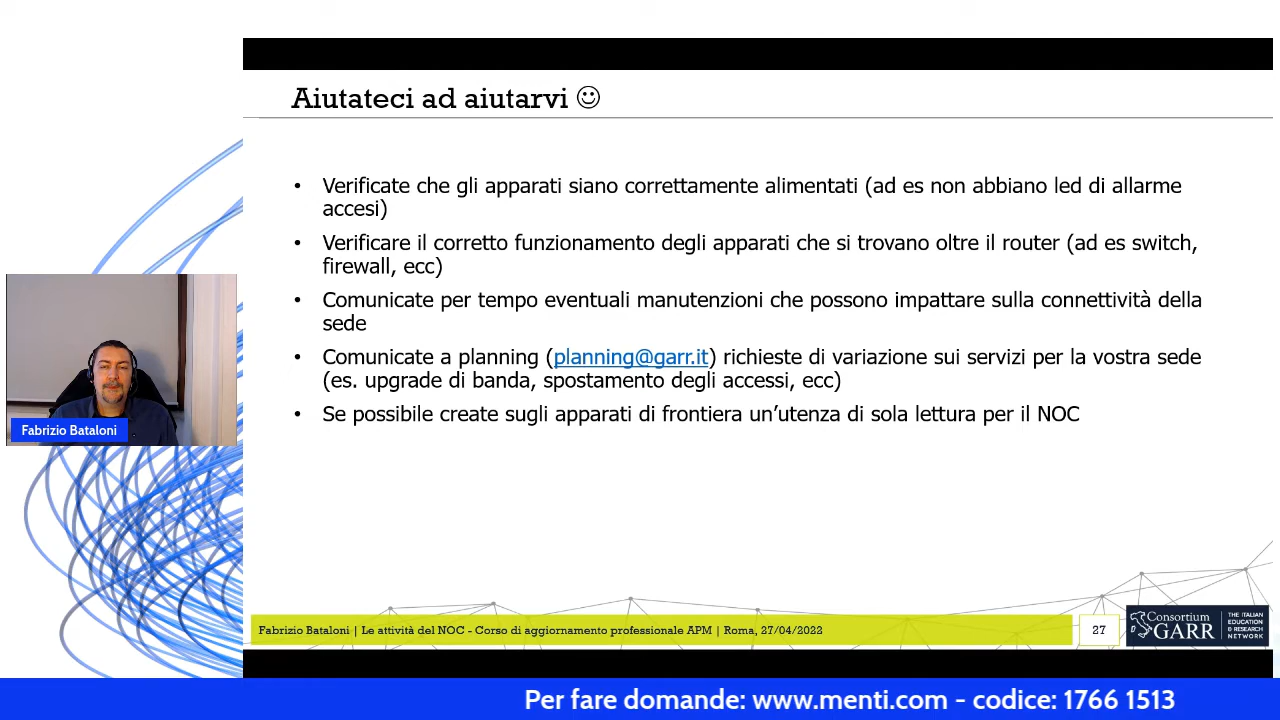 Aiutateci ad aiutarvi ☺
• Verificate che gli apparati siano correttamente alimentati (ad es non abbiano led di allarme
accesi)
• Verificare il corretto funzionamento degli apparati che si trovano oltre il router (ad es switch,
firewall, ecc)
• Comunicate per tempo eventuali manutenzioni che possono impattare sulla connettività della
sede
• Comunicate a planning (planning@garr.it) richieste di variazione sui servizi per la vostra sede
(es. upgrade di banda, spostamento degli accessi, ecc)
• Se possibile create sugli apparati di frontiera un’utenza di sola lettura per il NOC
Fabrizio Bataloni
Fabrizio Bataloni | Le attività del NOC - Corso di aggiornamento professionale APM | Roma, 27/04/2022
27
Consortium
GARR
THE ITALIAN
EDUCATION
& RESEARCH
NETWORK
Per fare domande: www.menti.com - codice: 1766 1513